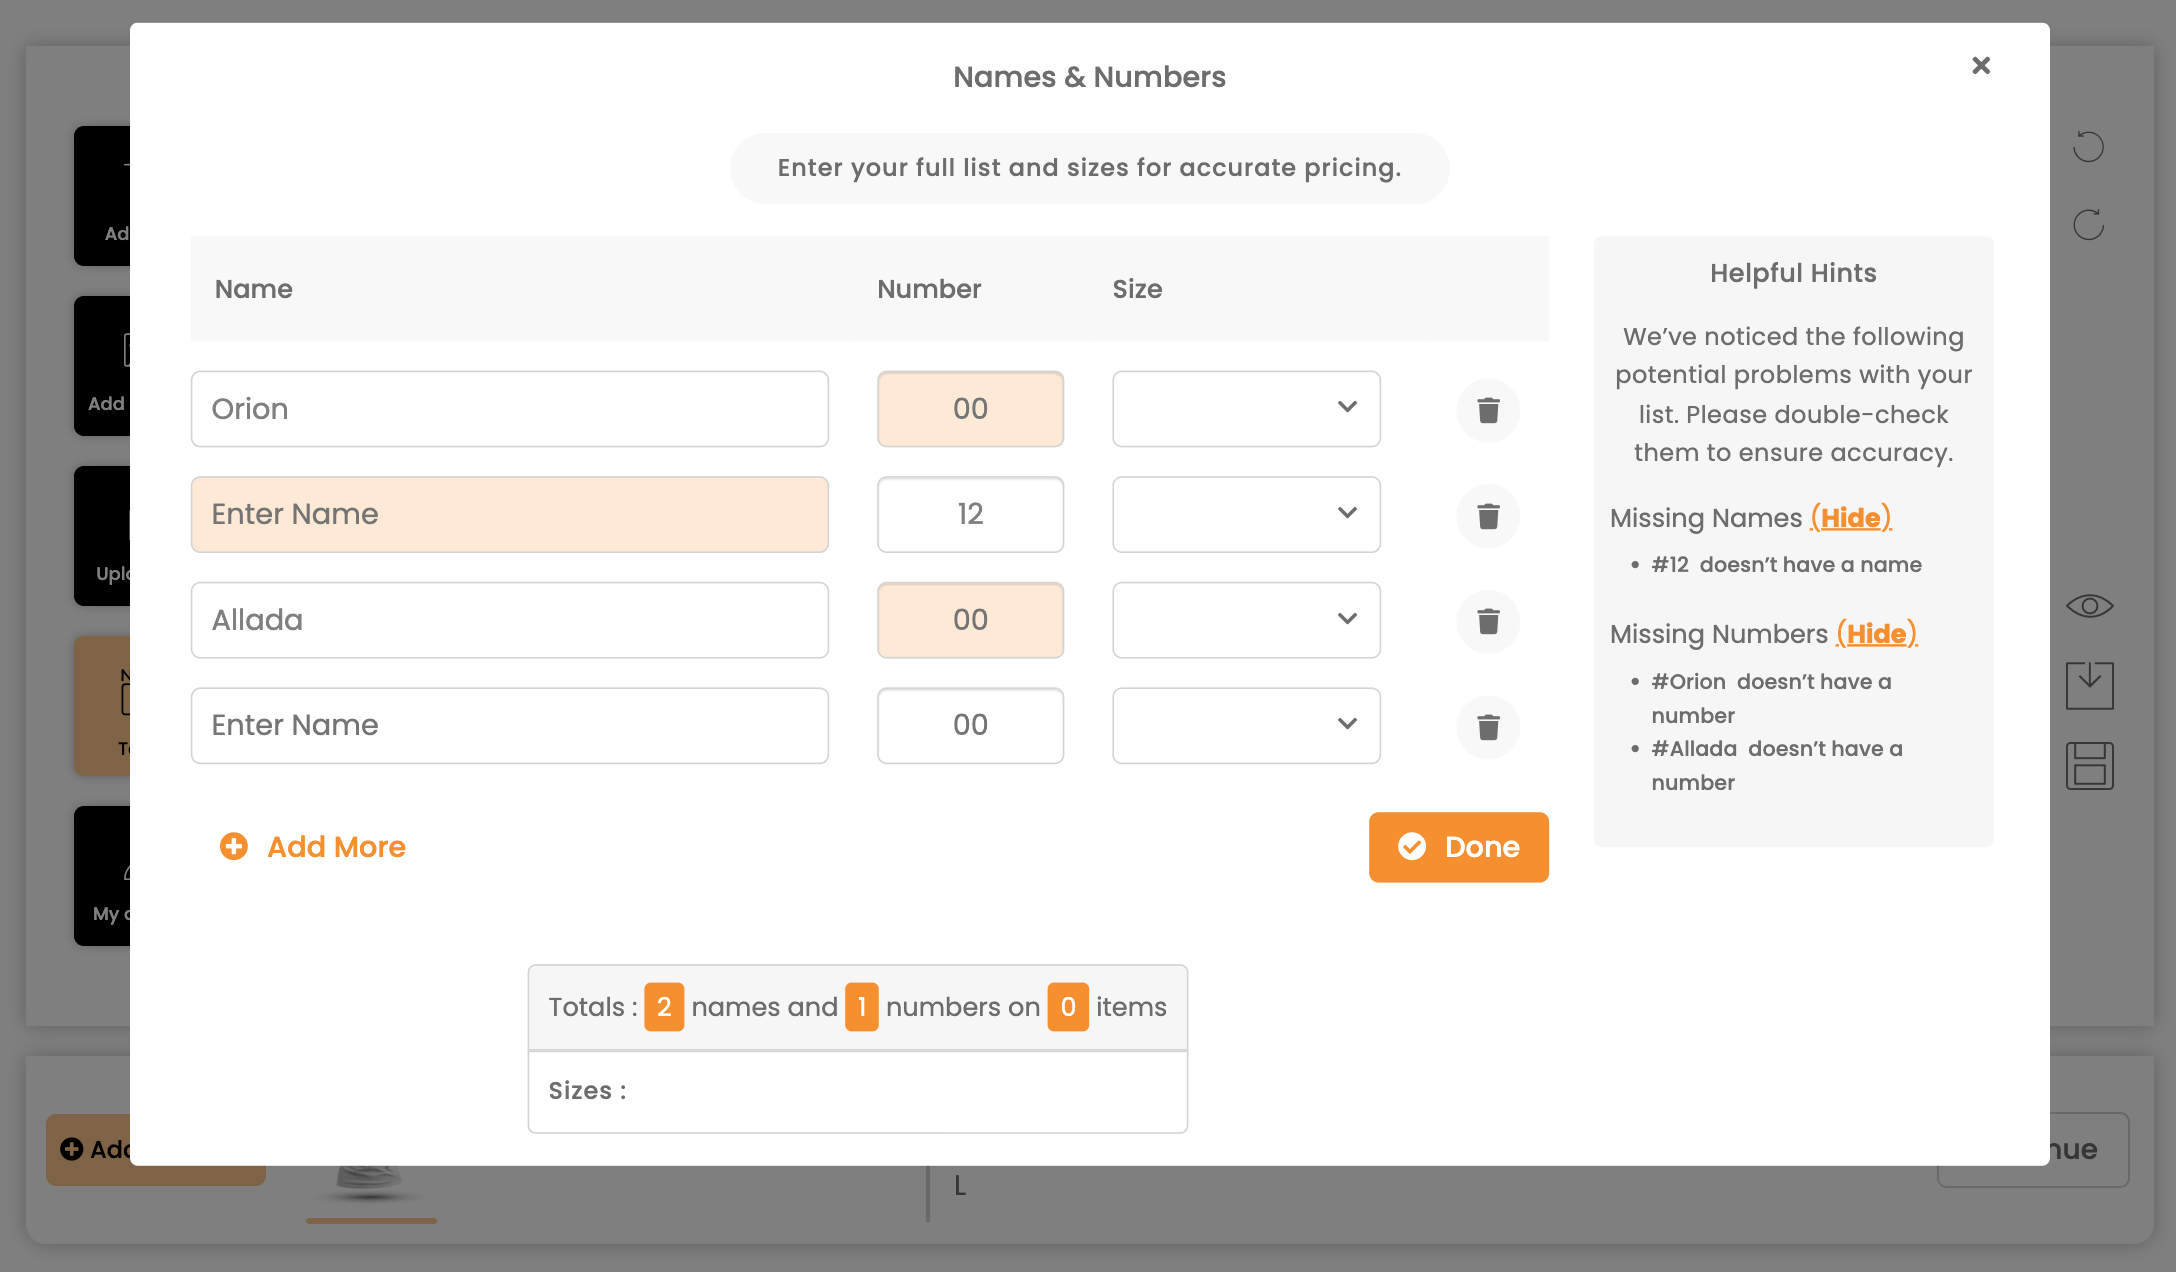 Names & Numbers
Enter your full list and sizes for accurate pricing.
Name Number Size
Orion 00
Enter Name 12
Allada 00
Enter Name 00
Add More
Done
Totals : 2 names and 1 numbers on 0 items
Sizes :
Helpful Hints
We’ve noticed the following
potential problems with your
list. Please double-check
them to ensure accuracy.
Missing Names (Hide)
• #12 doesn’t have a name
Missing Numbers (Hide)
• #Orion doesn’t have a
number
• #Allada doesn’t have a
number
Add
My
L